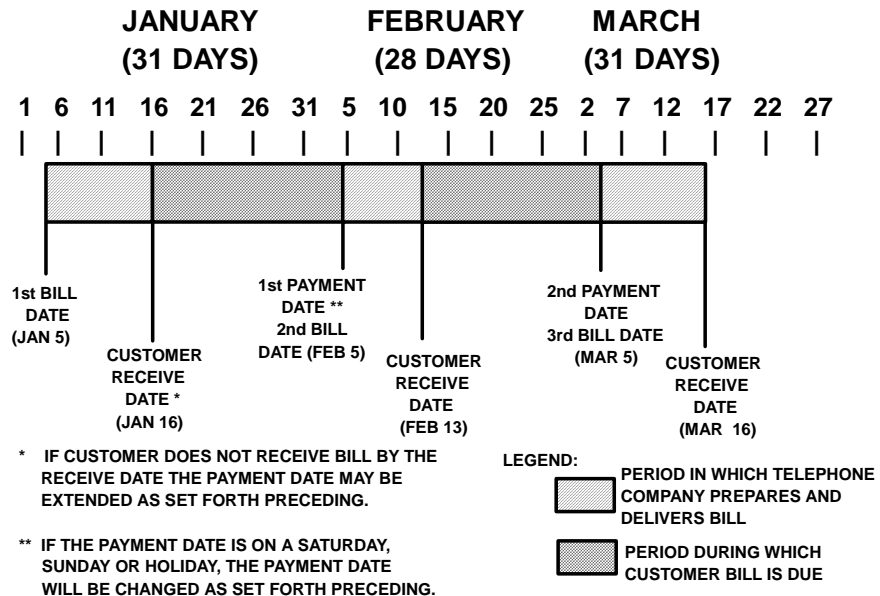 JANUARY FEBRUARY MARCH
(31 DAYS) (28 DAYS) (31 DAYS)
1 6 11 16 21 26 31 5 10 15 20 25 2 7 12 17 22 27
1st BILL
DATE
(JAN 5)
CUSTOMER
RECEIVE
DATE *
(JAN 16)
1st PAYMENT
DATE **
2nd BILL
DATE (FEB 5)
CUSTOMER
RECEIVE
DATE
(FEB 13)
2nd PAYMENT
DATE
3rd BILL DATE
(MAR 5)
CUSTOMER
RECEIVE
DATE
(MAR 16)
* IF CUSTOMER DOES NOT RECEIVE BILL BY THE
RECEIVE DATE THE PAYMENT DATE MAY BE
EXTENDED AS SET FORTH PRECEDING.
** IF THE PAYMENT DATE IS ON A SATURDAY,
SUNDAY OR HOLIDAY, THE PAYMENT DATE
WILL BE CHANGED AS SET FORTH PRECEDING.
LEGEND:
PERIOD IN WHICH TELEPHONE
COMPANY PREPARES AND
DELIVERS BILL
PERIOD DURING WHICH
CUSTOMER BILL IS DUE